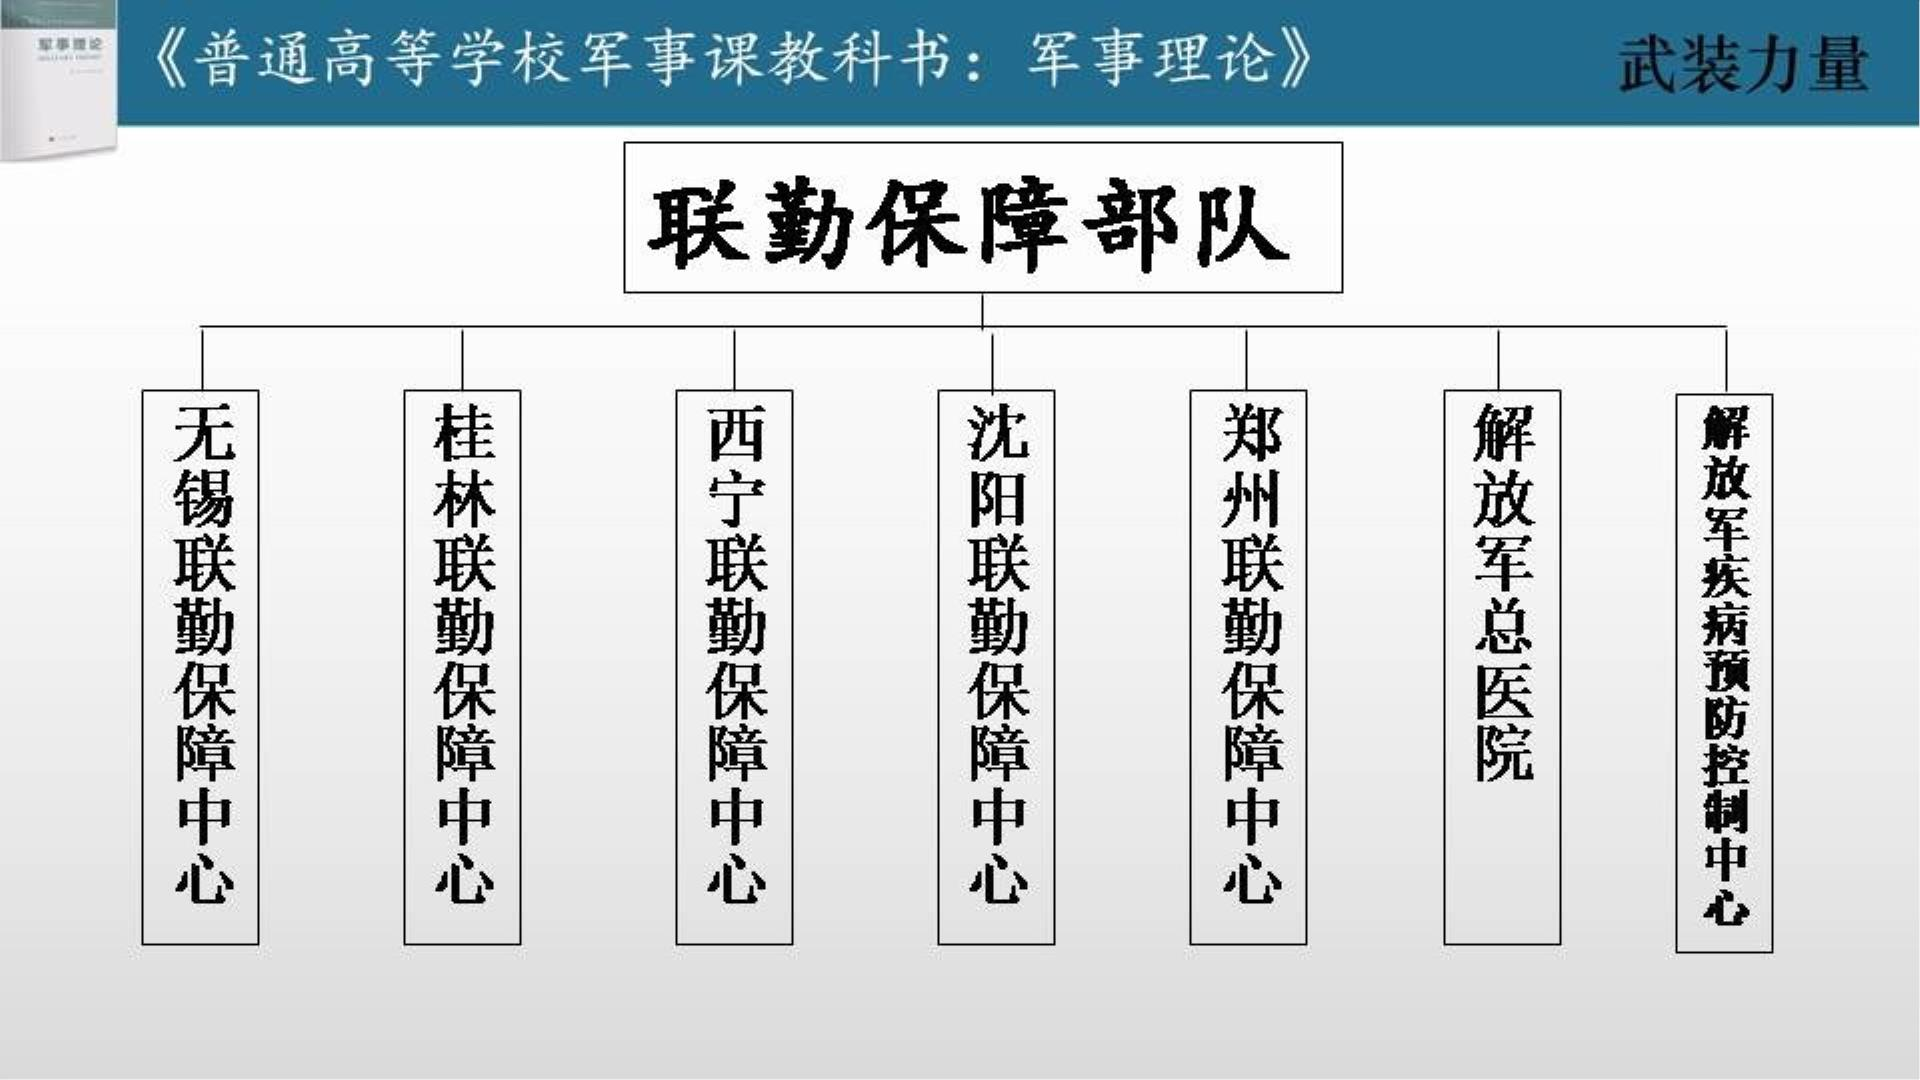 军事理论
《普通高等学校军事课教科书：军事理论》
武装力量
联勤保障部队
无锡联勤保障中心
桂林联勤保障中心
西宁联勤保障中心
沈阳联勤保障中心
郑州联勤保障中心
解放军总医院
解放军疾病预防控制中心